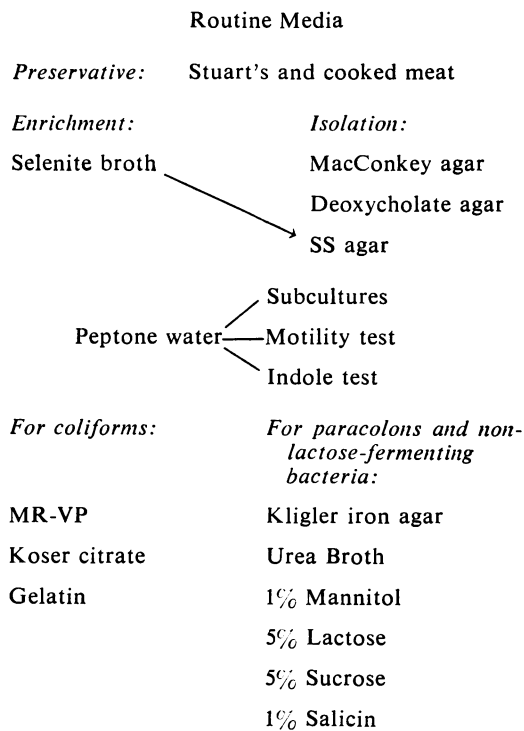 Routine Media
Preservative: Stuart's and cooked meat
Enrichment: Isolation:
Selenite broth MacConkey agar
Deoxycholate agar
SS agar
Subcultures
Peptone water Motility test
Indole test
For coliforms: For paracolons and non-
lactose-fermenting
bacteria:
MR-VP Kligler iron agar
Koser citrate Urea Broth
Gelatin 1% Mannitol
5% Lactose
5% Sucrose
1% Salicin